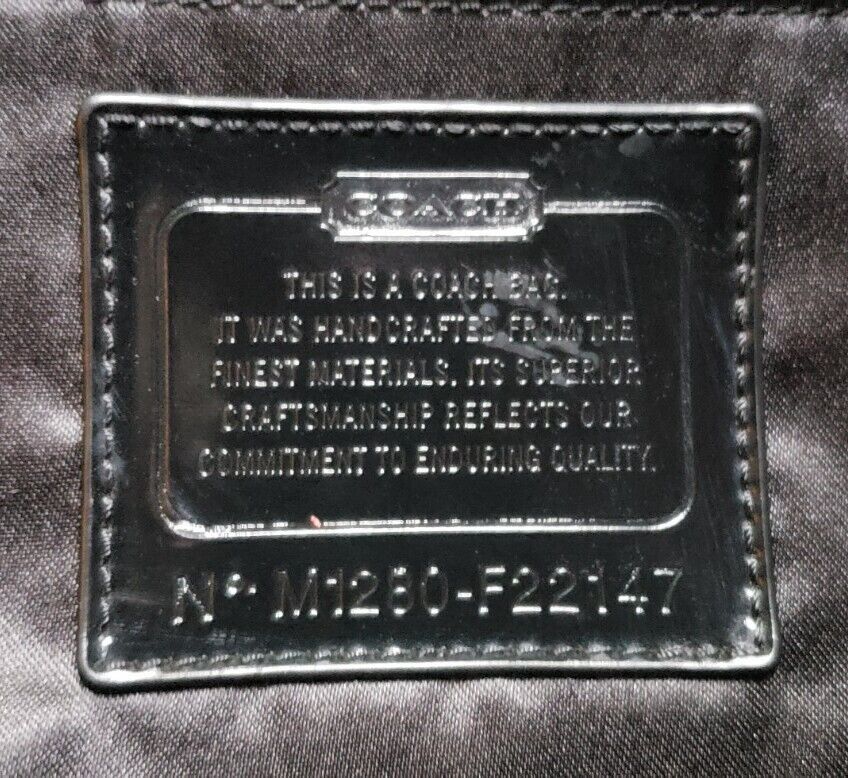 COACH
THIS IS A COACH BAG.
IT WAS HANDCRAFTED FROM THE
FINEST MATERIALS. ITS SUPERIOR
CRAFTSMANSHIP REFLECTS OUR
COMMITMENT TO ENDURING QUALITY.
Nº· M1280-F22147